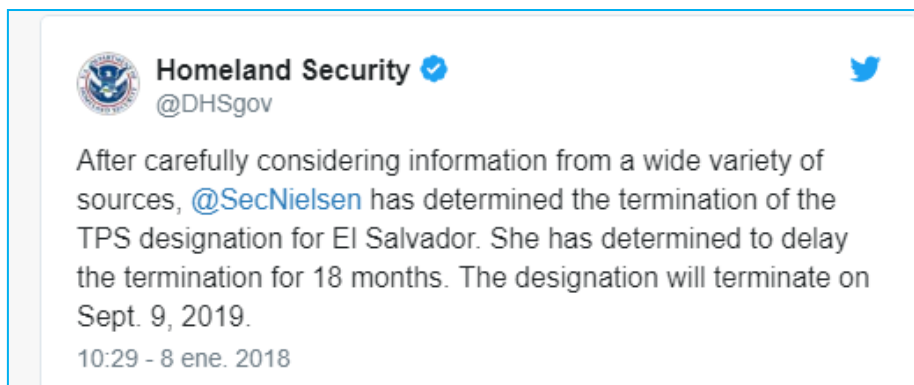 Homeland Security
@DHSgov
After carefully considering information from a wide variety of
sources, @SecNielsen has determined the termination of the
TPS designation for El Salvador. She has determined to delay
the termination for 18 months. The designation will terminate on
Sept. 9, 2019.
10:29 - 8 ene. 2018